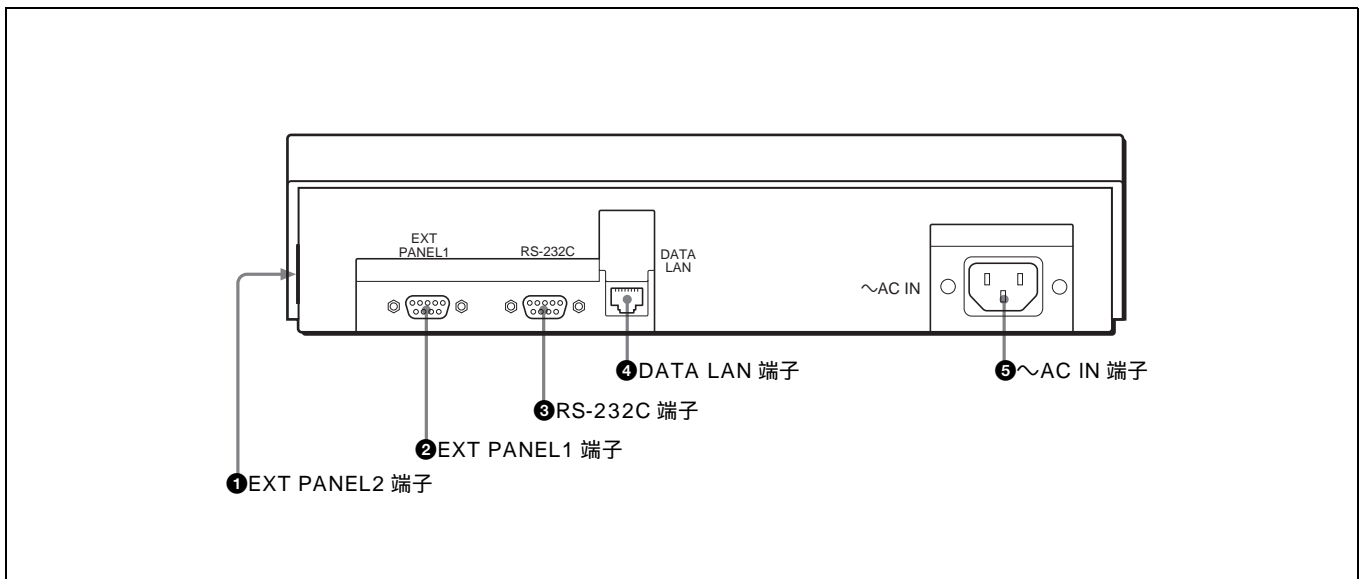 EXT
PANEL1
RS-232C
DATA
LAN
～AC IN
❹DATA LAN 端子
❺～AC IN 端子
❸RS-232C 端子
❷EXT PANEL1 端子
❶EXT PANEL2 端子